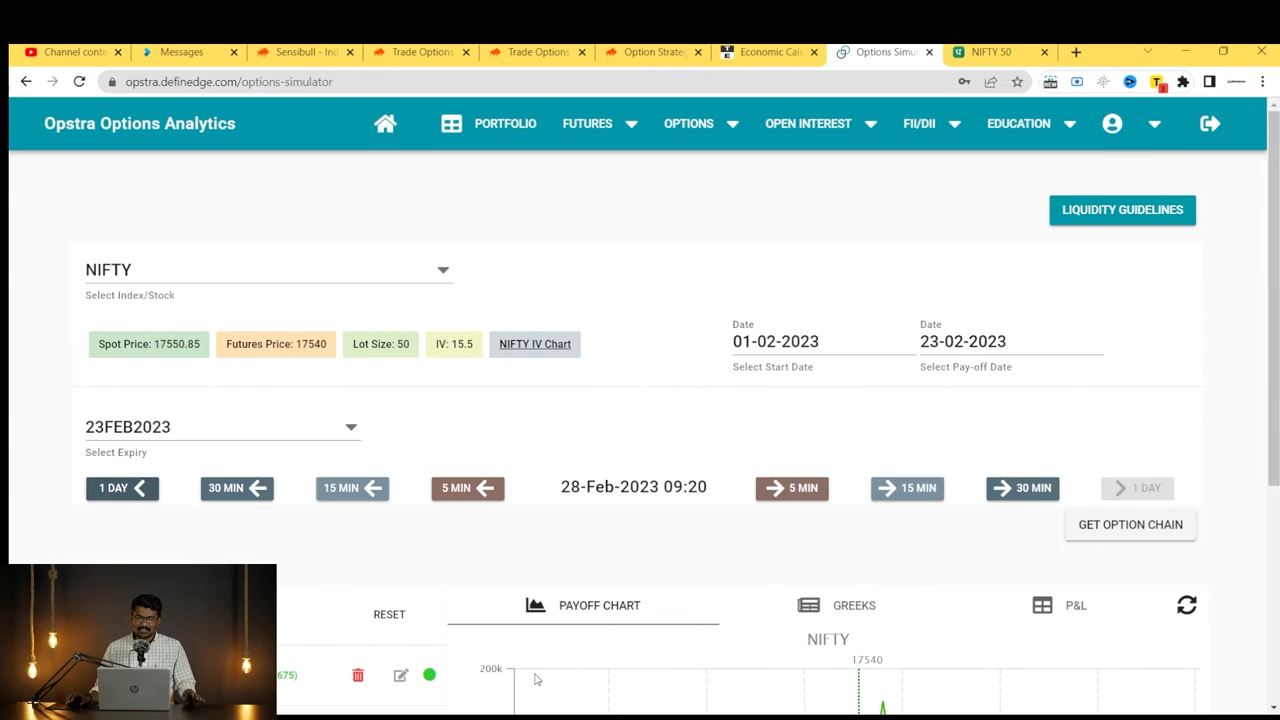 Channel conte
Messages
Sensibull - Ind
Trade Options
Trade Options
Option Strateg
Economic Cale
Options Simul
NIFTY 50
opstra.definedge.com/options-simulator
Opstra Options Analytics
PORTFOLIO
FUTURES
OPTIONS
OPEN INTEREST
FII/DII
EDUCATION
LIQUIDITY GUIDELINES
NIFTY
Select Index/Stock
Spot Price: 17550.85
Futures Price: 17540
Lot Size: 50
IV: 15.5
NIFTY IV Chart
Date
01-02-2023
Select Start Date
Date
23-02-2023
Select Pay-off Date
23FEB2023
Select Expiry
1 DAY
30 MIN
15 MIN
5 MIN
28-Feb-2023 09:20
5 MIN
15 MIN
30 MIN
1 DAY
GET OPTION CHAIN
RESET
PAYOFF CHART
GREEKS
P&L
NIFTY
17540
200k
675)